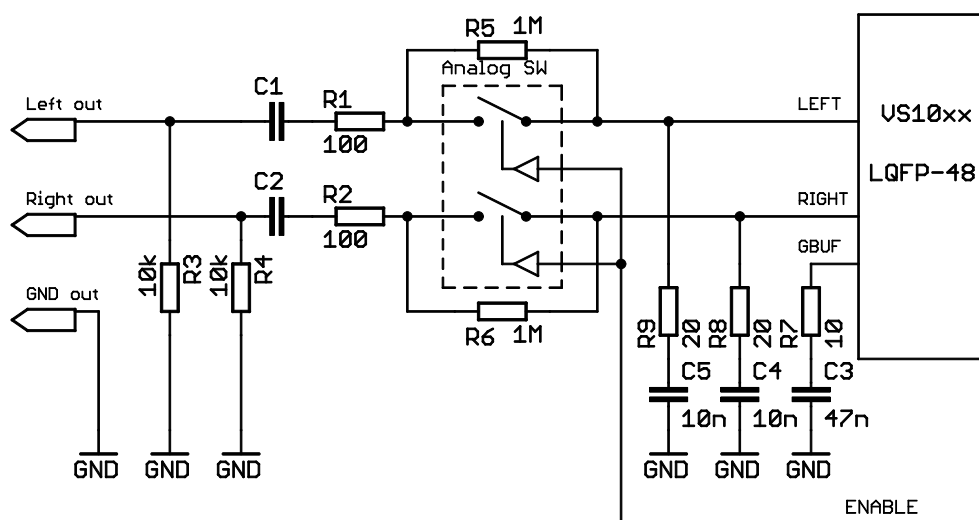 R5 1M
Analog SW
C1
R1
Left out
100
LEFT
VS10xx
LQFP-48
C2
R2
Right out
100
RIGHT
GBUF
10k
R3
10k
R4
GND out
R6 1M
R9
20
R8
20
R7
10
C5
C4
C3
10n
10n
47n
GND
GND
GND
GND
GND
GND
ENABLE